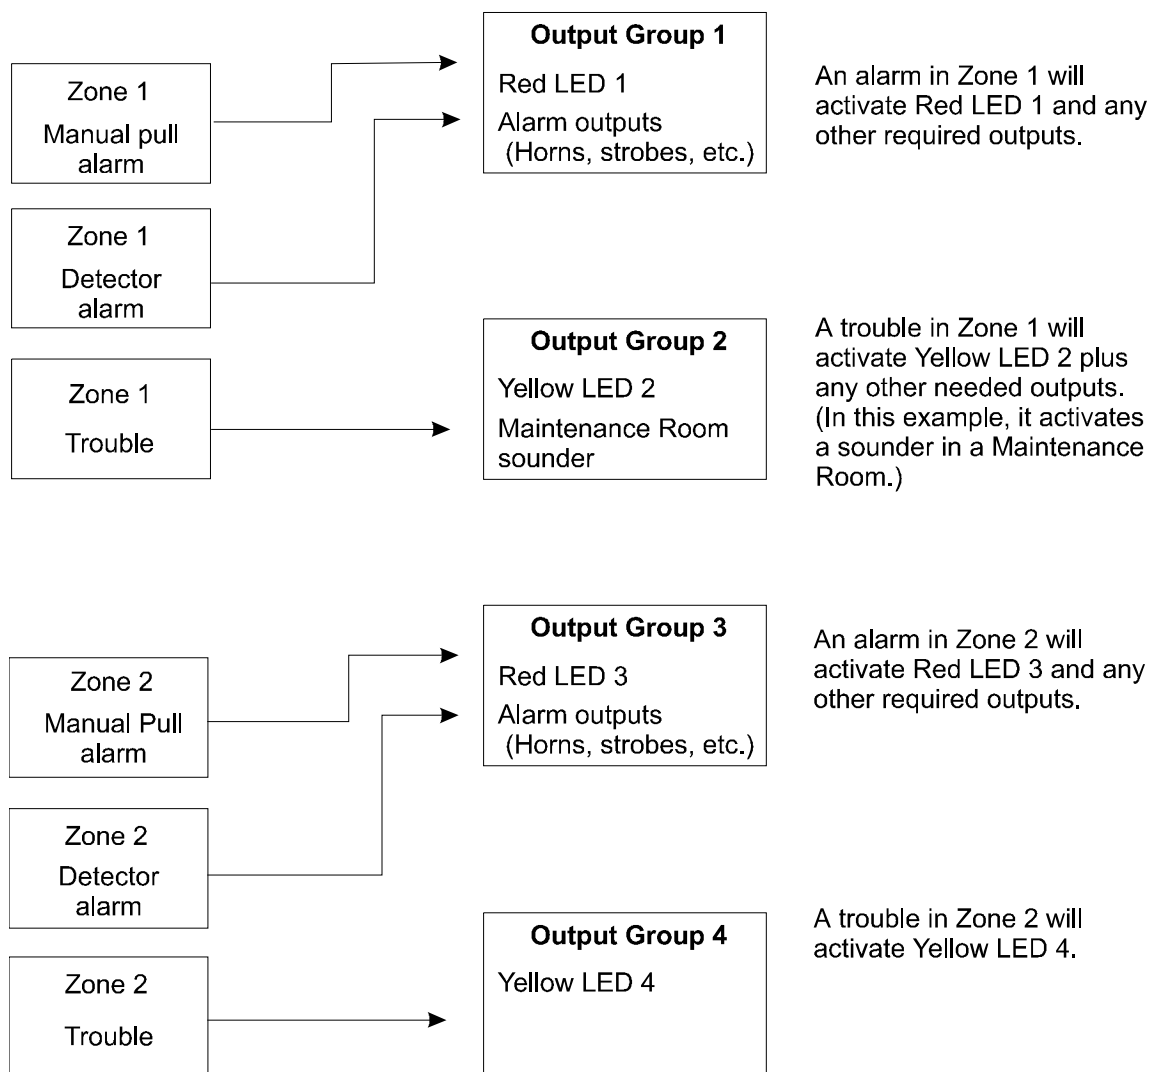 Zone 1
Manual pull
alarm
Output Group 1
Red LED 1
Alarm outputs
(Horns, strobes, etc.)
An alarm in Zone 1 will
activate Red LED 1 and any
other required outputs.
Zone 1
Detector
alarm
Zone 1
Trouble
Output Group 2
Yellow LED 2
Maintenance Room
sounder
A trouble in Zone 1 will
activate Yellow LED 2 plus
any other needed outputs.
(In this example, it activates
a sounder in a Maintenance
Room.)
Zone 2
Manual Pull
alarm
Output Group 3
Red LED 3
Alarm outputs
(Horns, strobes, etc.)
An alarm in Zone 2 will
activate Red LED 3 and any
other required outputs.
Zone 2
Detector
alarm
Zone 2
Trouble
Output Group 4
Yellow LED 4
A trouble in Zone 2 will
activate Yellow LED 4.